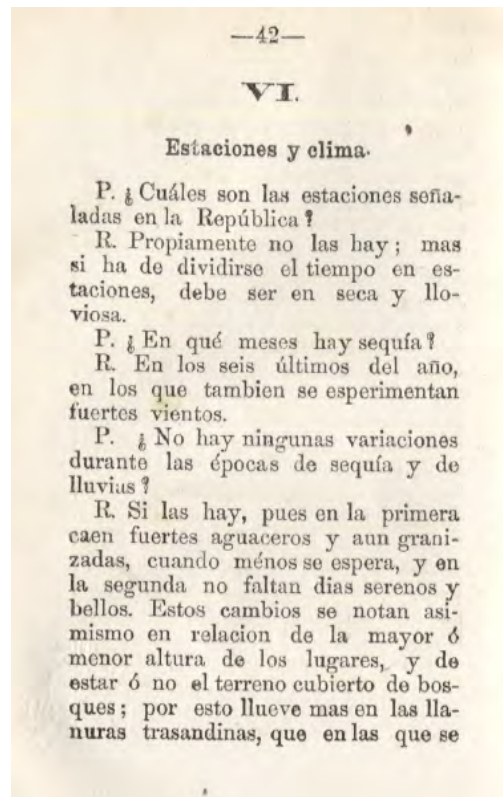 —42—
VI.
Estaciones y clima.
P. ¿Cuáles son las estaciones seña-
ladas en la República?
R. Propiamente no las hay; mas
si ha de dividirse el tiempo en es-
taciones, debe ser en seca y llo-
viosa.
P. ¿En qué meses hay sequía?
R. En los seis últimos del año,
en los que tambien se esperimentan
fuertes vientos.
P. ¿No hay ningunas variaciones
durante las épocas de sequía y de
lluvias?
R. Si las hay, pues en la primera
caen fuertes aguaceros y aun grani-
zadas, cuando ménos se espera, y en
la segunda no faltan dias serenos y
bellos. Estos cambios se notan asi-
mismo en relacion de la mayor ó
menor altura de los lugares, y de
estar ó no el terreno cubierto de bos-
ques; por esto llueve mas en las lla-
nuras trasandinas, que en las que se